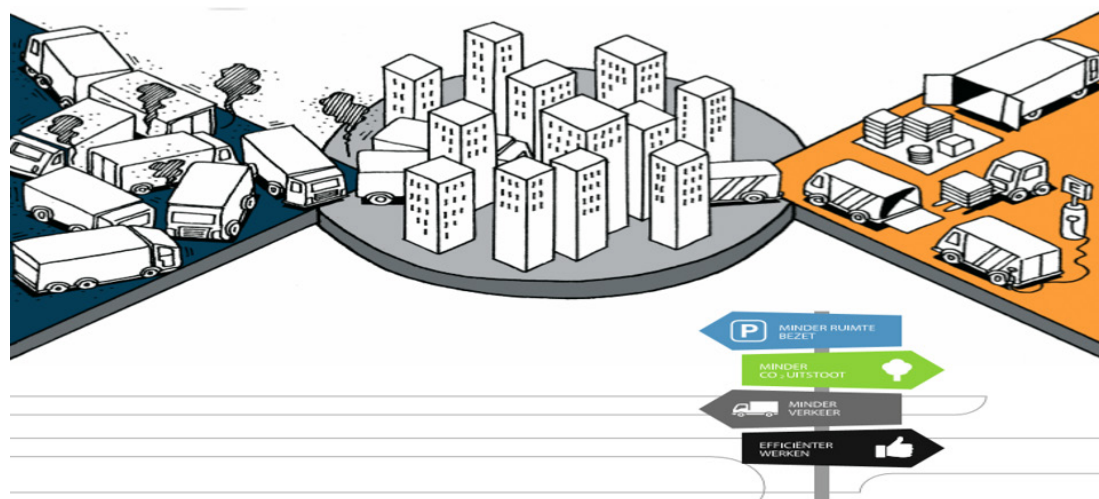 P
MINDER RUIMTE
BEZET
MINDER
CO₂ UITSTOOT
MINDER
VERKEER
EFFICIËNTER
WERKEN